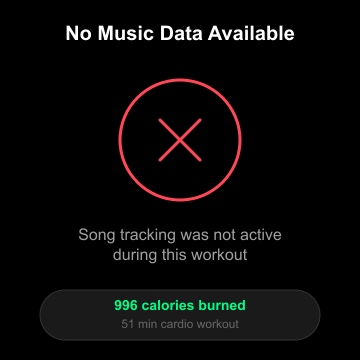 No Music Data Available
Song tracking was not active
during this workout
996 calories burned
51 min cardio workout